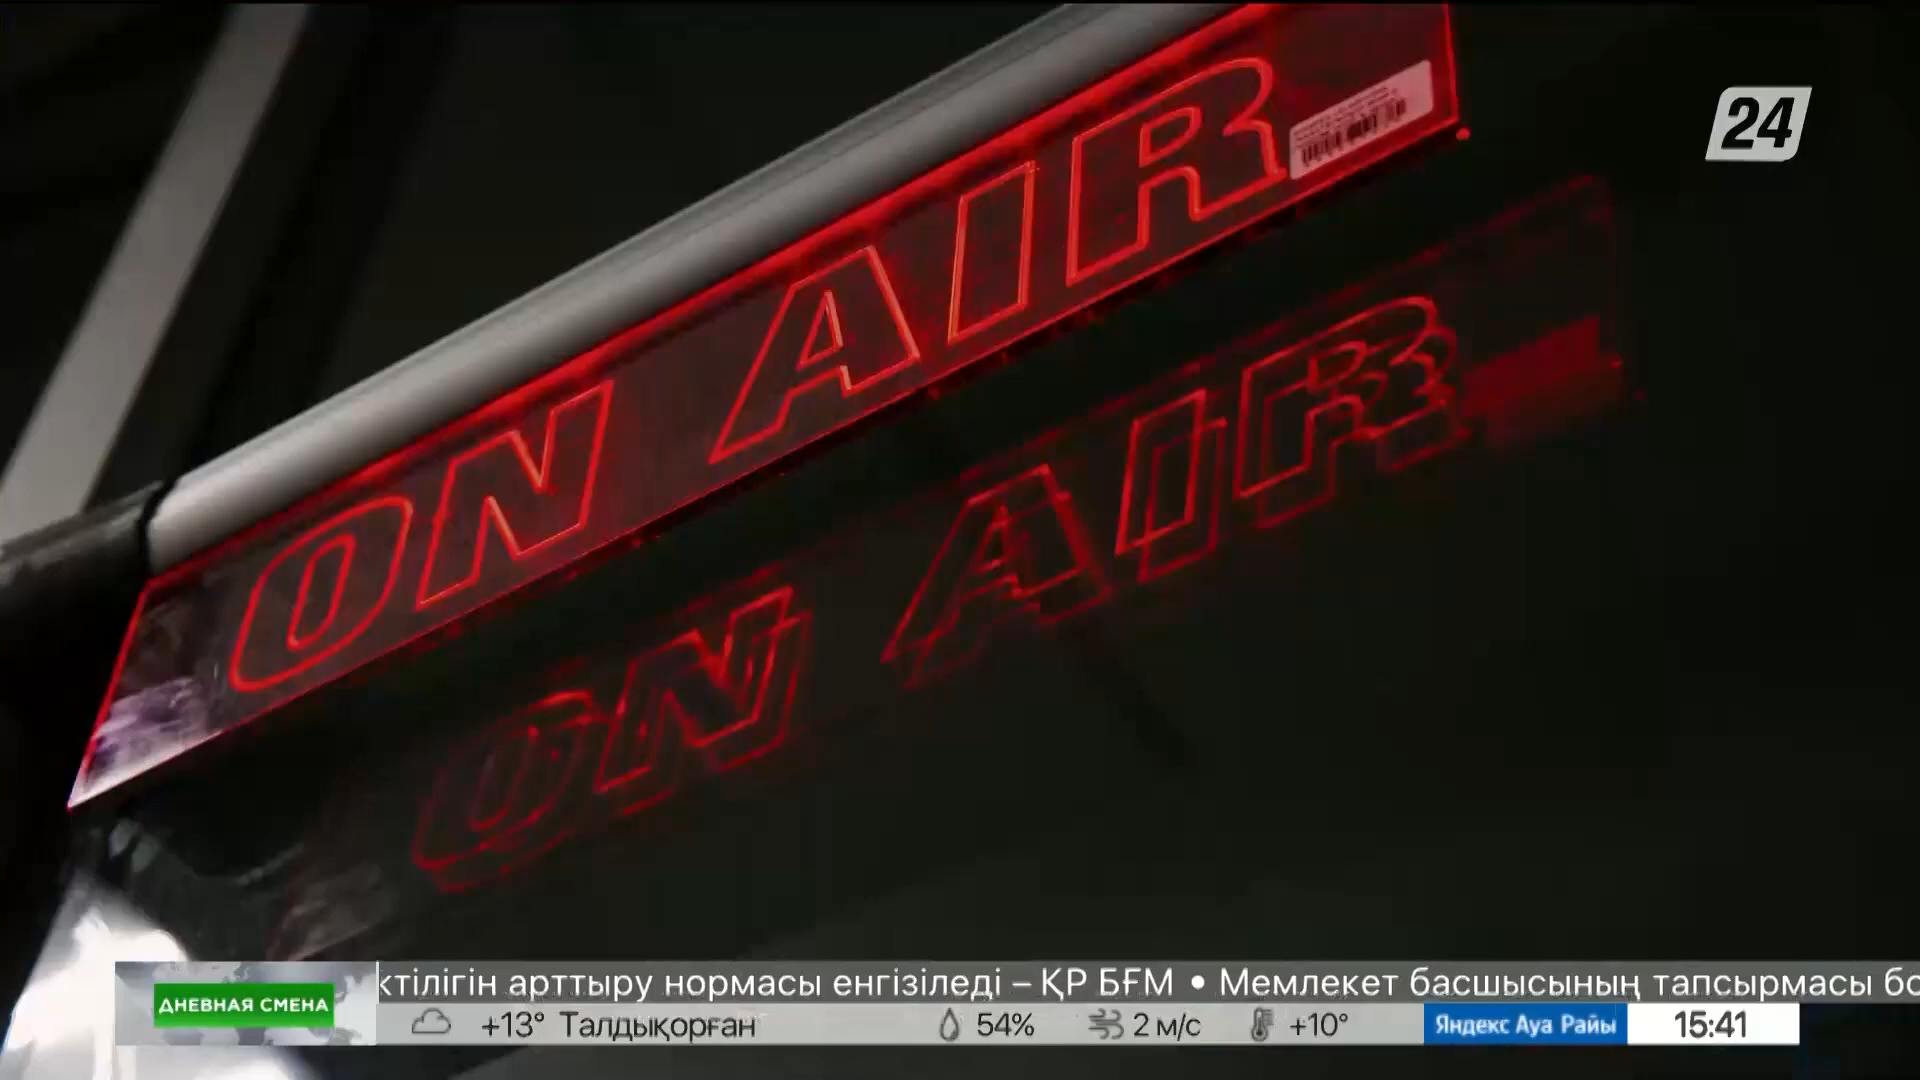 24
ON AIR
ON AIR
ДНЕВНАЯ СМЕНА
ктілігін арттыру нормасы енгізіледі – ҚР БҒМ • Мемлекет басшысының тапсырмасы бо
+13° Талдықорған 54% 2 м/с +10° Яндекс Ауа Райы 15:41